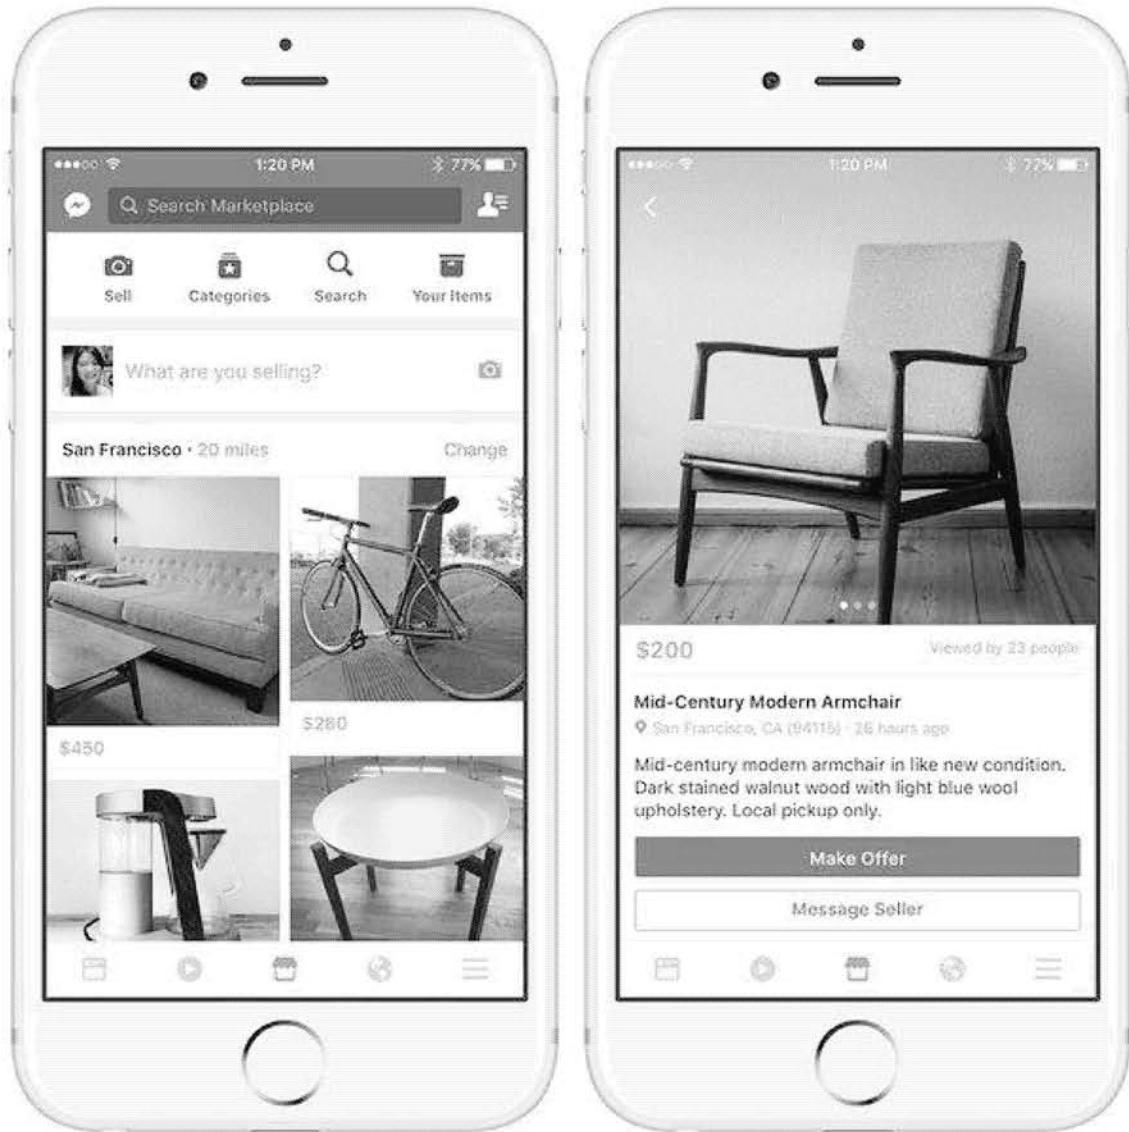 1:20 PM
77%
Search Marketplace
Sell
Categories
Search
Your Items
What are you selling?
San Francisco • 20 miles
Change
$450
$280
1:20 PM
77%
$200
Viewed by 23 people
Mid-Century Modern Armchair
San Francisco, CA (94115) · 26 hours ago
Mid-century modern armchair in like new condition.
Dark stained walnut wood with light blue wool
upholstery. Local pickup only.
Make Offer
Message Seller